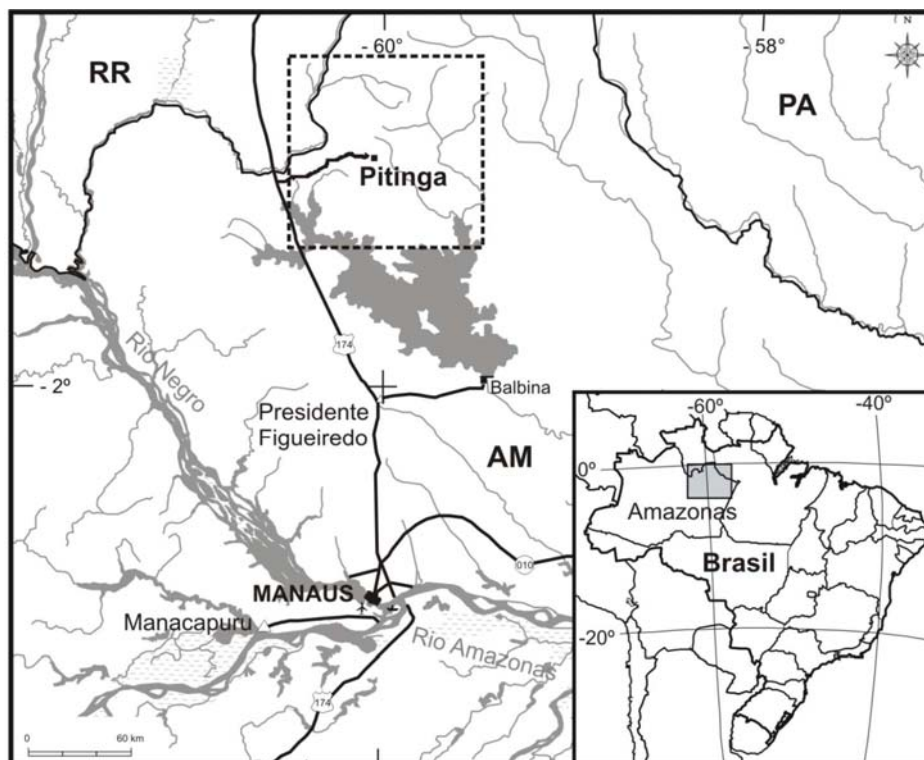 - 60°
- 58°
N
RR
PA
Pitinga
Rio Negro
174
- 2°
Balbina
Presidente
Figueiredo
AM
010
MANAUS
Manacapuru
Rio Amazonas
174
0
60 km
-60°
-40°
0°
Amazonas
Brasil
-20°